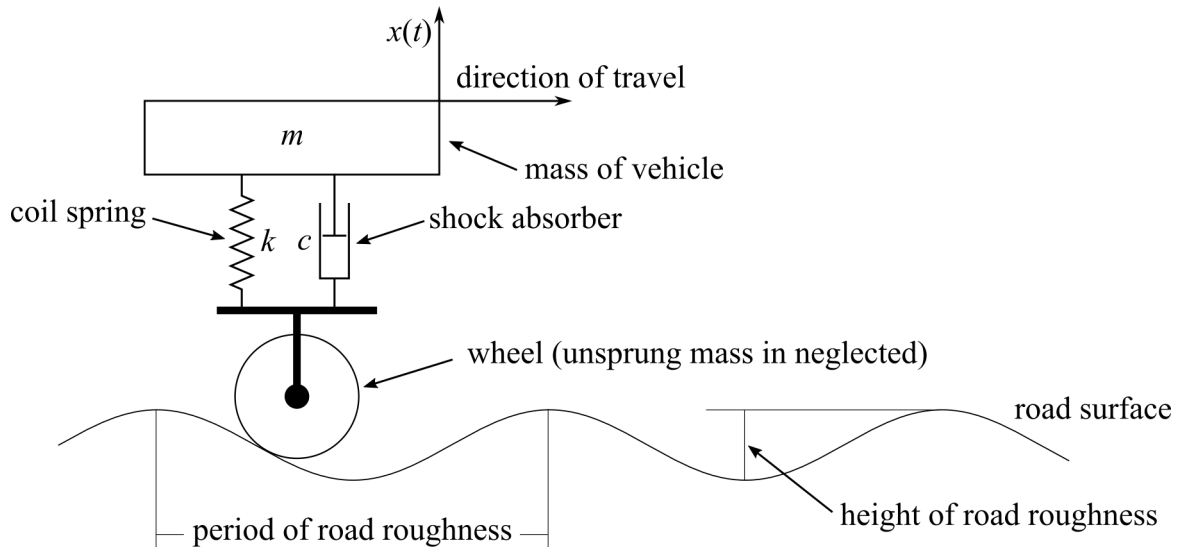 x(t)
direction of travel
m
mass of vehicle
coil spring
shock absorber
k
c
wheel (unsprung mass in neglected)
road surface
height of road roughness
period of road roughness